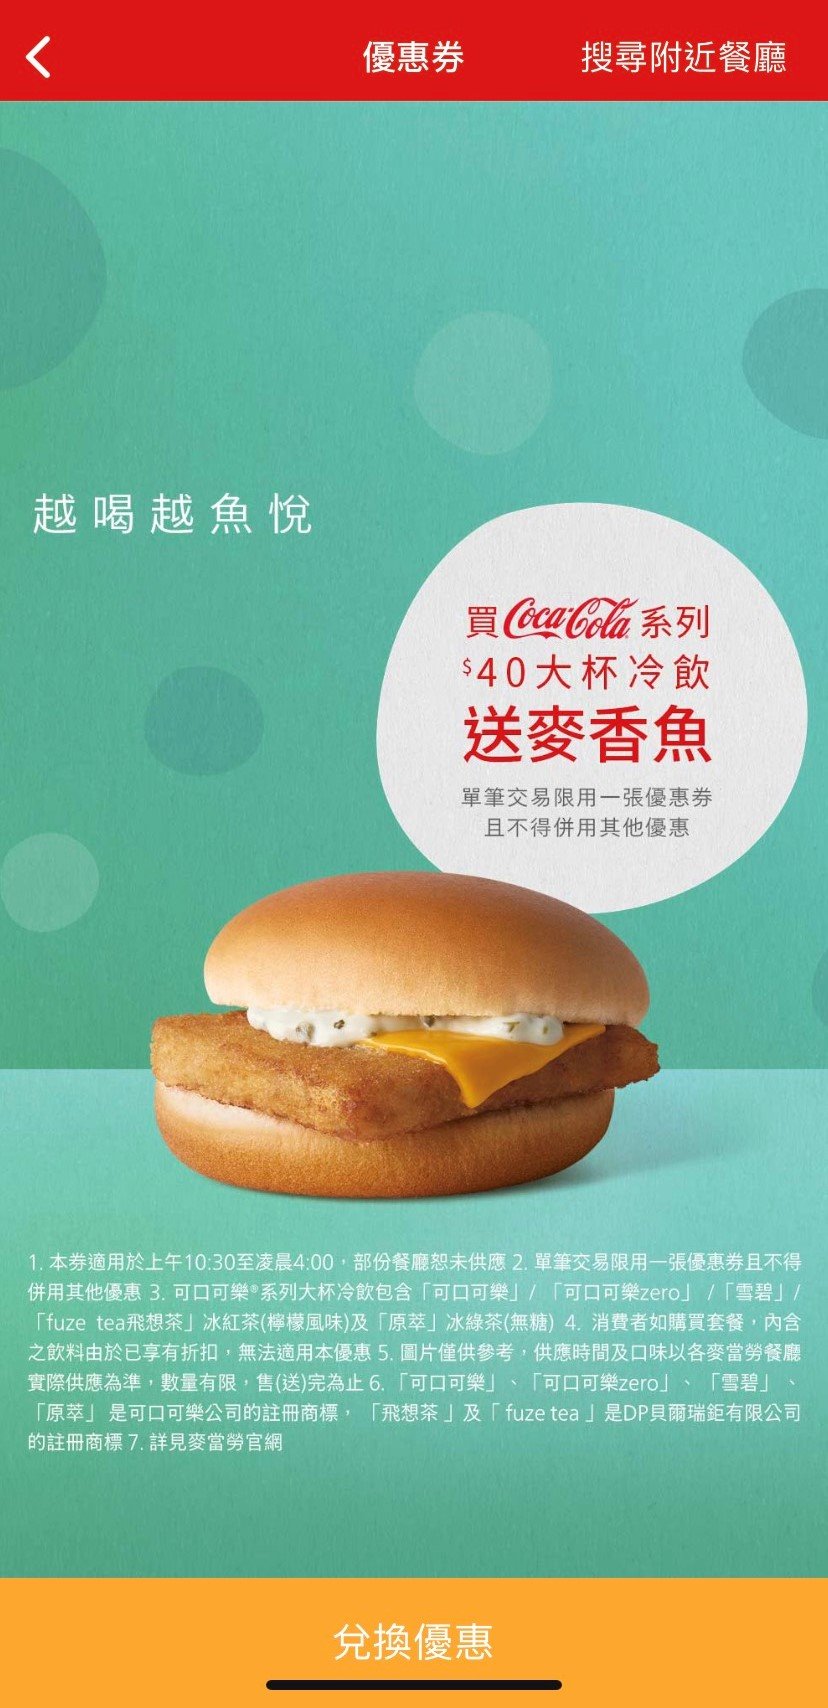 優惠券
搜尋附近餐廳
越喝越魚悅
買Coca-Cola系列
$40大杯冷飲
送麥香魚
單筆交易限用一張優惠券
且不得併用其他優惠
1. 本券適用於上午10:30至凌晨4:00，部份餐廳恕未供應 2. 單筆交易限用一張優惠券且不得
併用其他優惠 3. 可口可樂®系列大杯冷飲包含「可口可樂」/ 「可口可樂zero」 /「雪碧」/
「fuze tea飛想茶」冰紅茶(檸檬風味)及「原萃」冰綠茶(無糖) 4. 消費者如購買套餐，內含
之飲料由於已享有折扣，無法適用本優惠 5. 圖片僅供參考，供應時間及口味以各麥當勞餐廳
實際供應為準，數量有限，售(送)完為止 6. 「可口可樂」、「可口可樂zero」、 「雪碧」 、
「原萃」 是可口可樂公司的註冊商標， 「飛想茶 」及「 fuze tea 」是DP貝爾瑞鉅有限公司
的註冊商標 7. 詳見麥當勞官網
兌換優惠